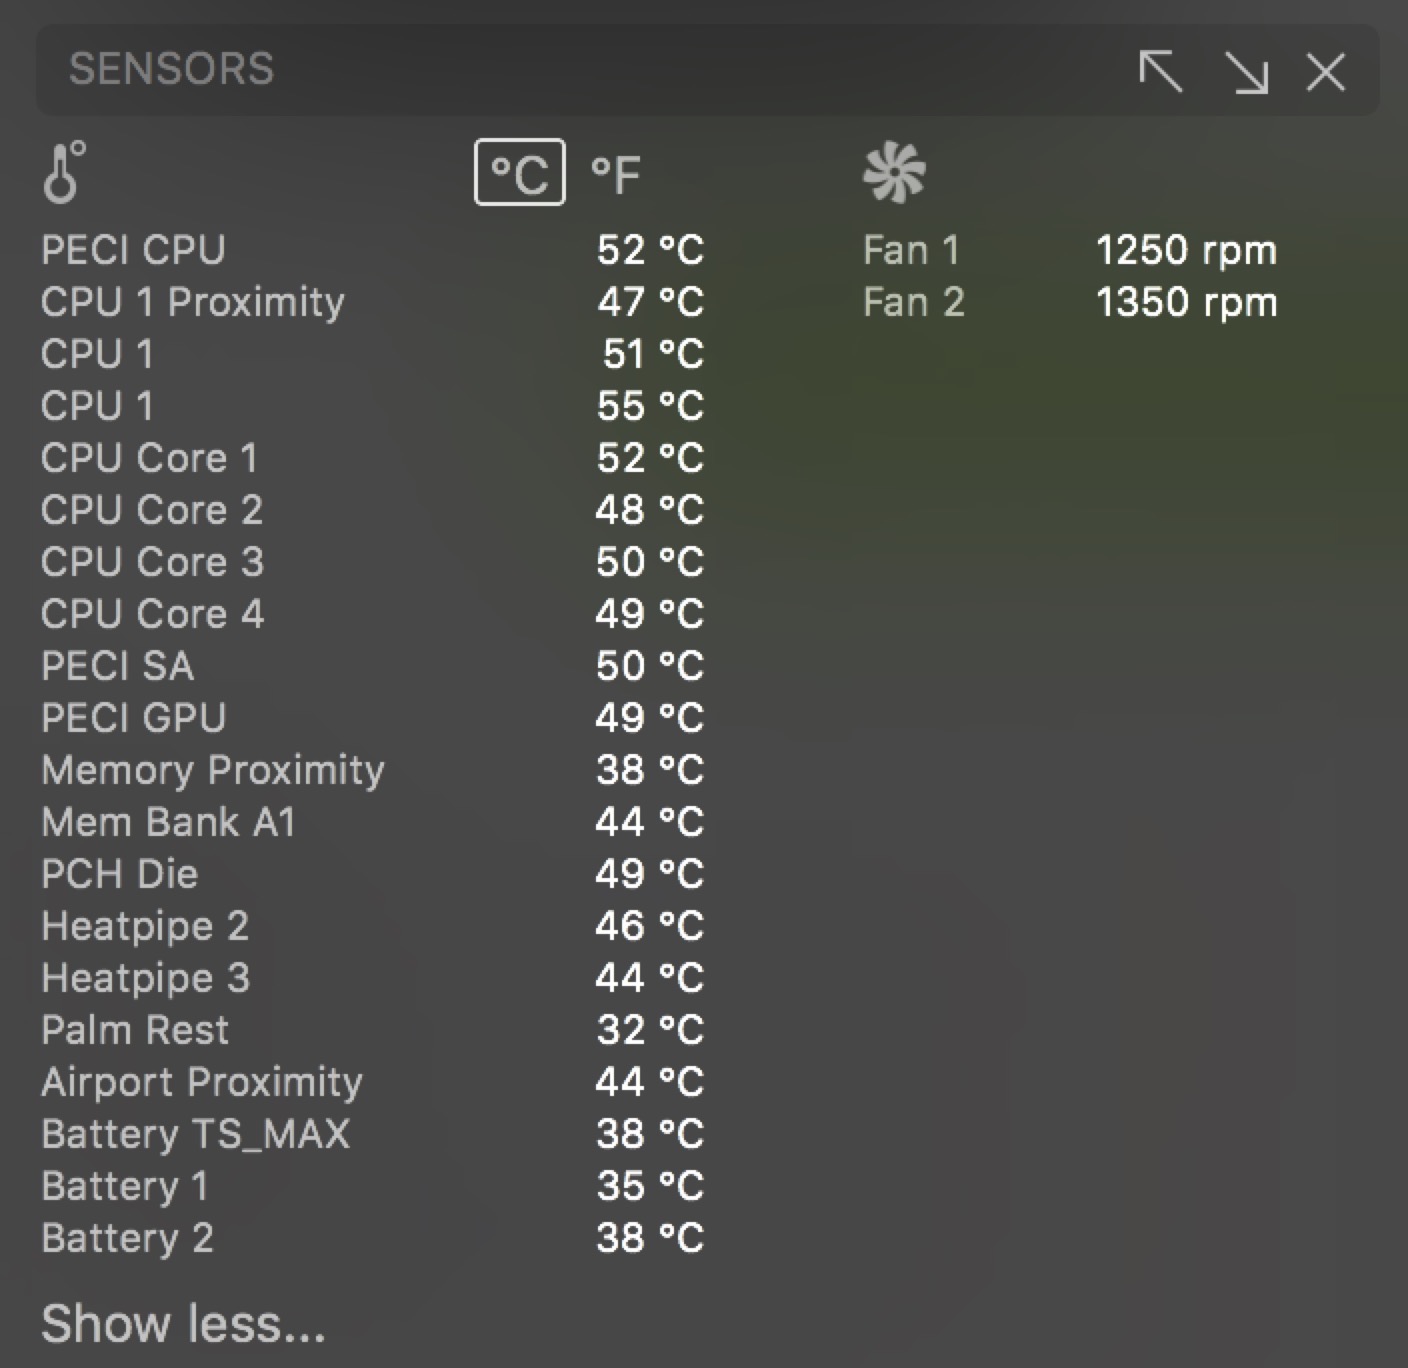 SENSORS
°C °F
PECI CPU 52 °C Fan 1 1250 rpm
CPU 1 Proximity 47 °C Fan 2 1350 rpm
CPU 1 51 °C
CPU 1 55 °C
CPU Core 1 52 °C
CPU Core 2 48 °C
CPU Core 3 50 °C
CPU Core 4 49 °C
PECI SA 50 °C
PECI GPU 49 °C
Memory Proximity 38 °C
Mem Bank A1 44 °C
PCH Die 49 °C
Heatpipe 2 46 °C
Heatpipe 3 44 °C
Palm Rest 32 °C
Airport Proximity 44 °C
Battery TS_MAX 38 °C
Battery 1 35 °C
Battery 2 38 °C
Show less...